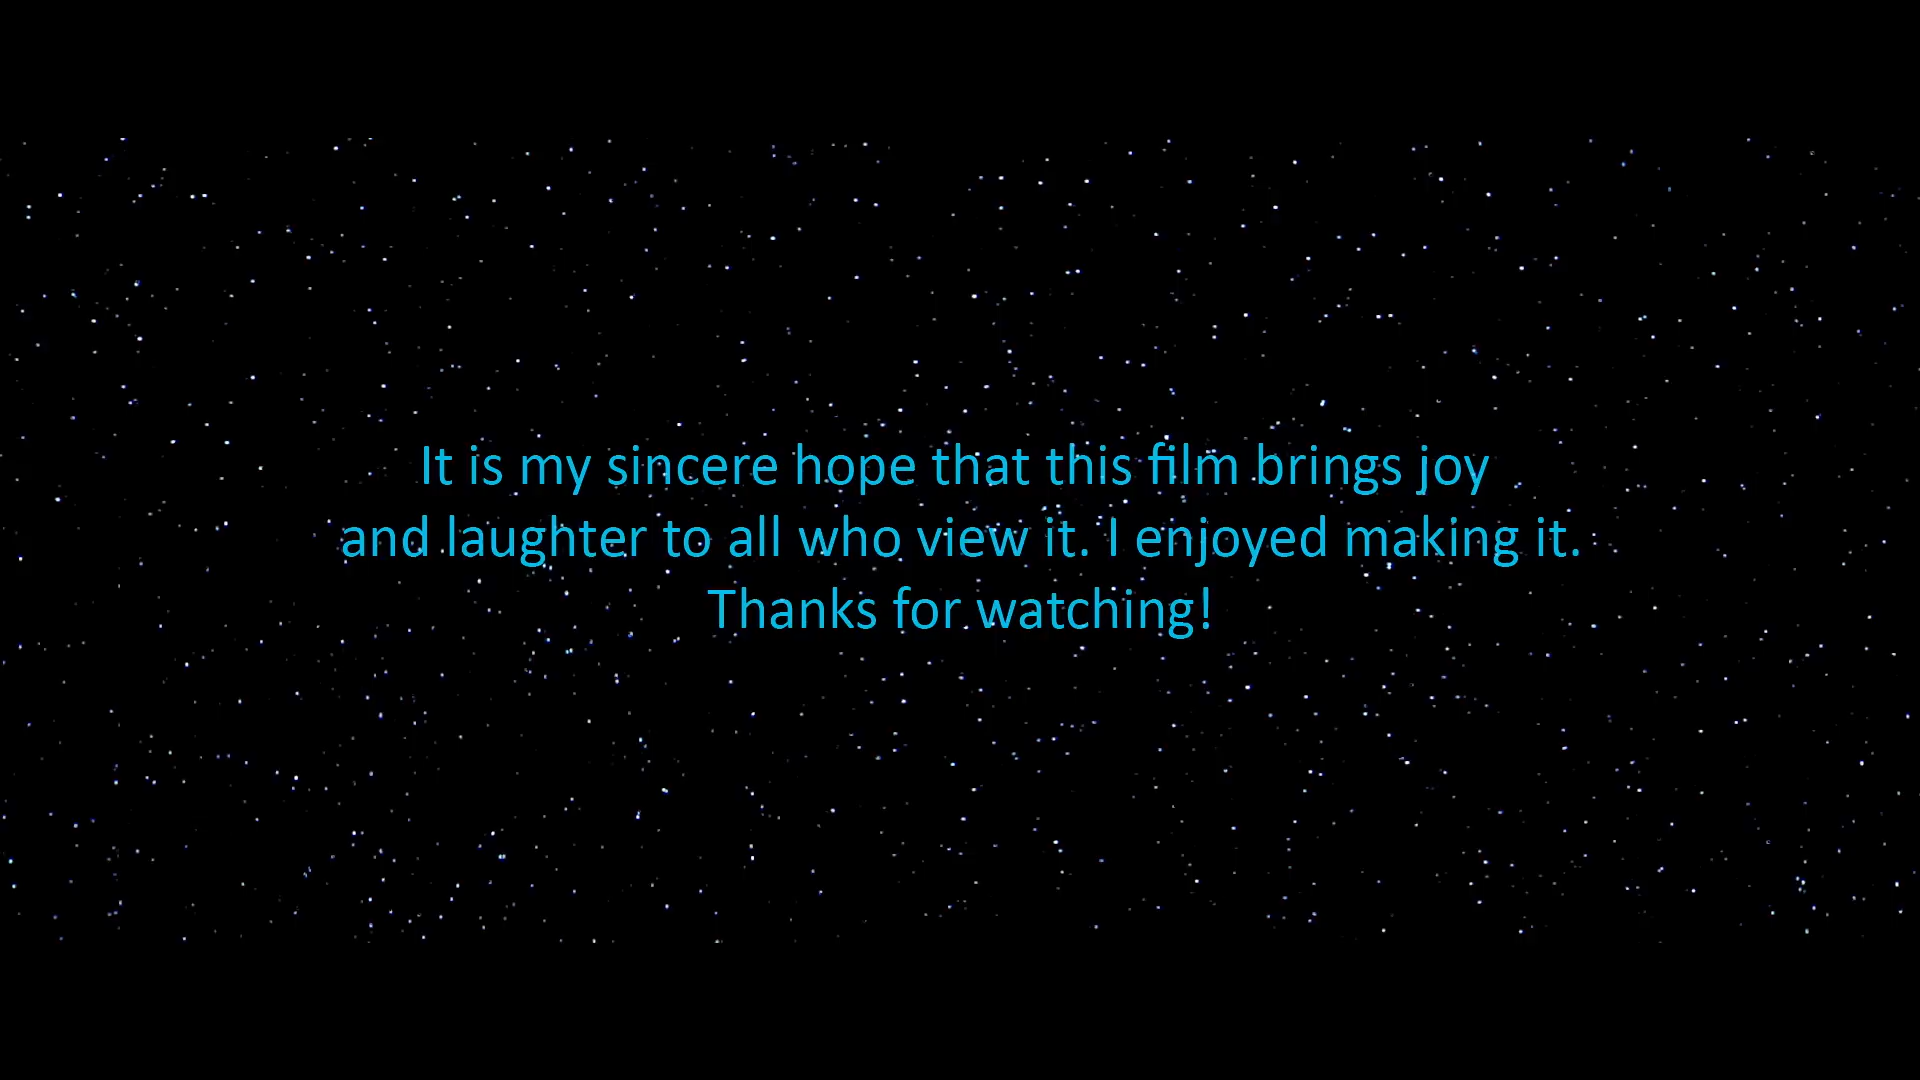 It is my sincere hope that this film brings joy
and laughter to all who view it. I enjoyed making it.
Thanks for watching!